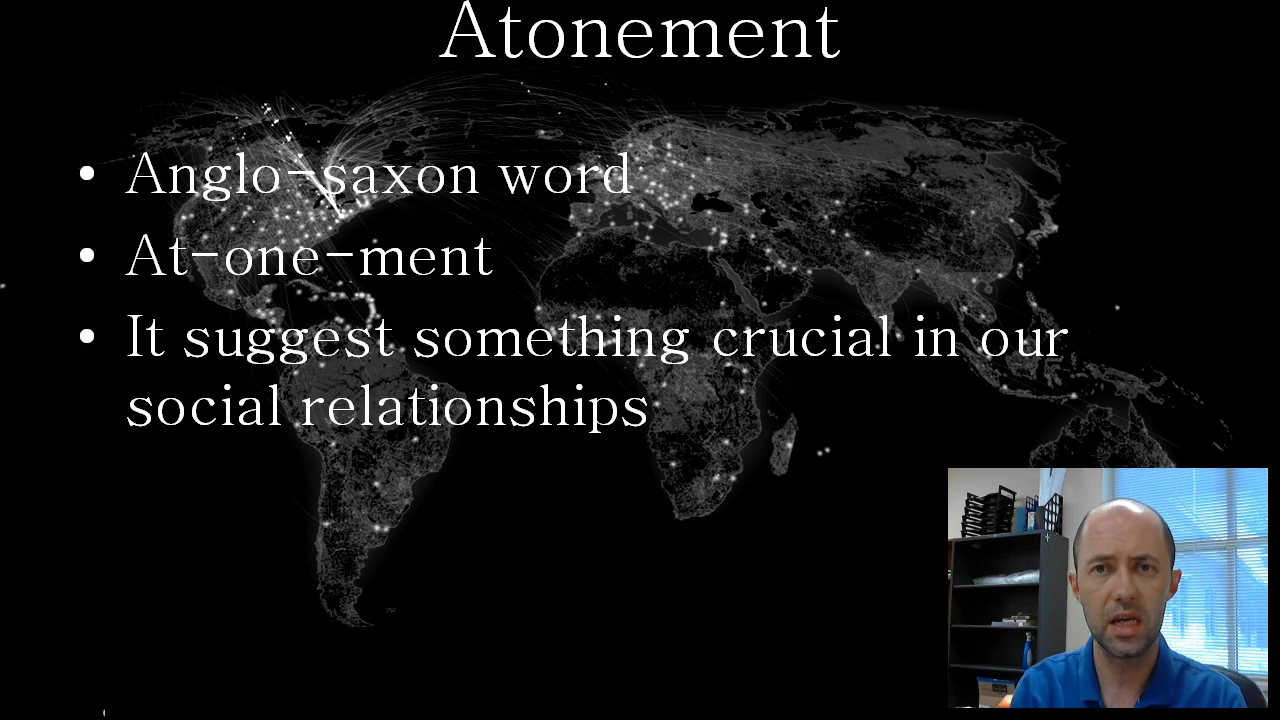 Atonement
• Anglo-saxon word
• At-one-ment
• It suggest something crucial in our
social relationships